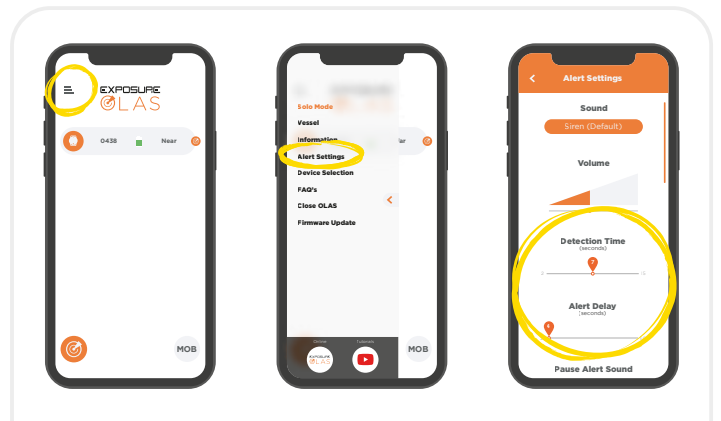 EXPOSURE
OLAS
0438
Near
MOB
Solo Mode
Vessel
Information
Alert Settings
Device Selection
FAQ's
Close OLAS
Firmware Update
Online
Tutorials
EXPOSURE
OLAS
MOB
Alert Settings
Sound
Siren (Default)
Volume
Detection Time
(seconds)
7
Alert Delay
(seconds)
Pause Alert Sound